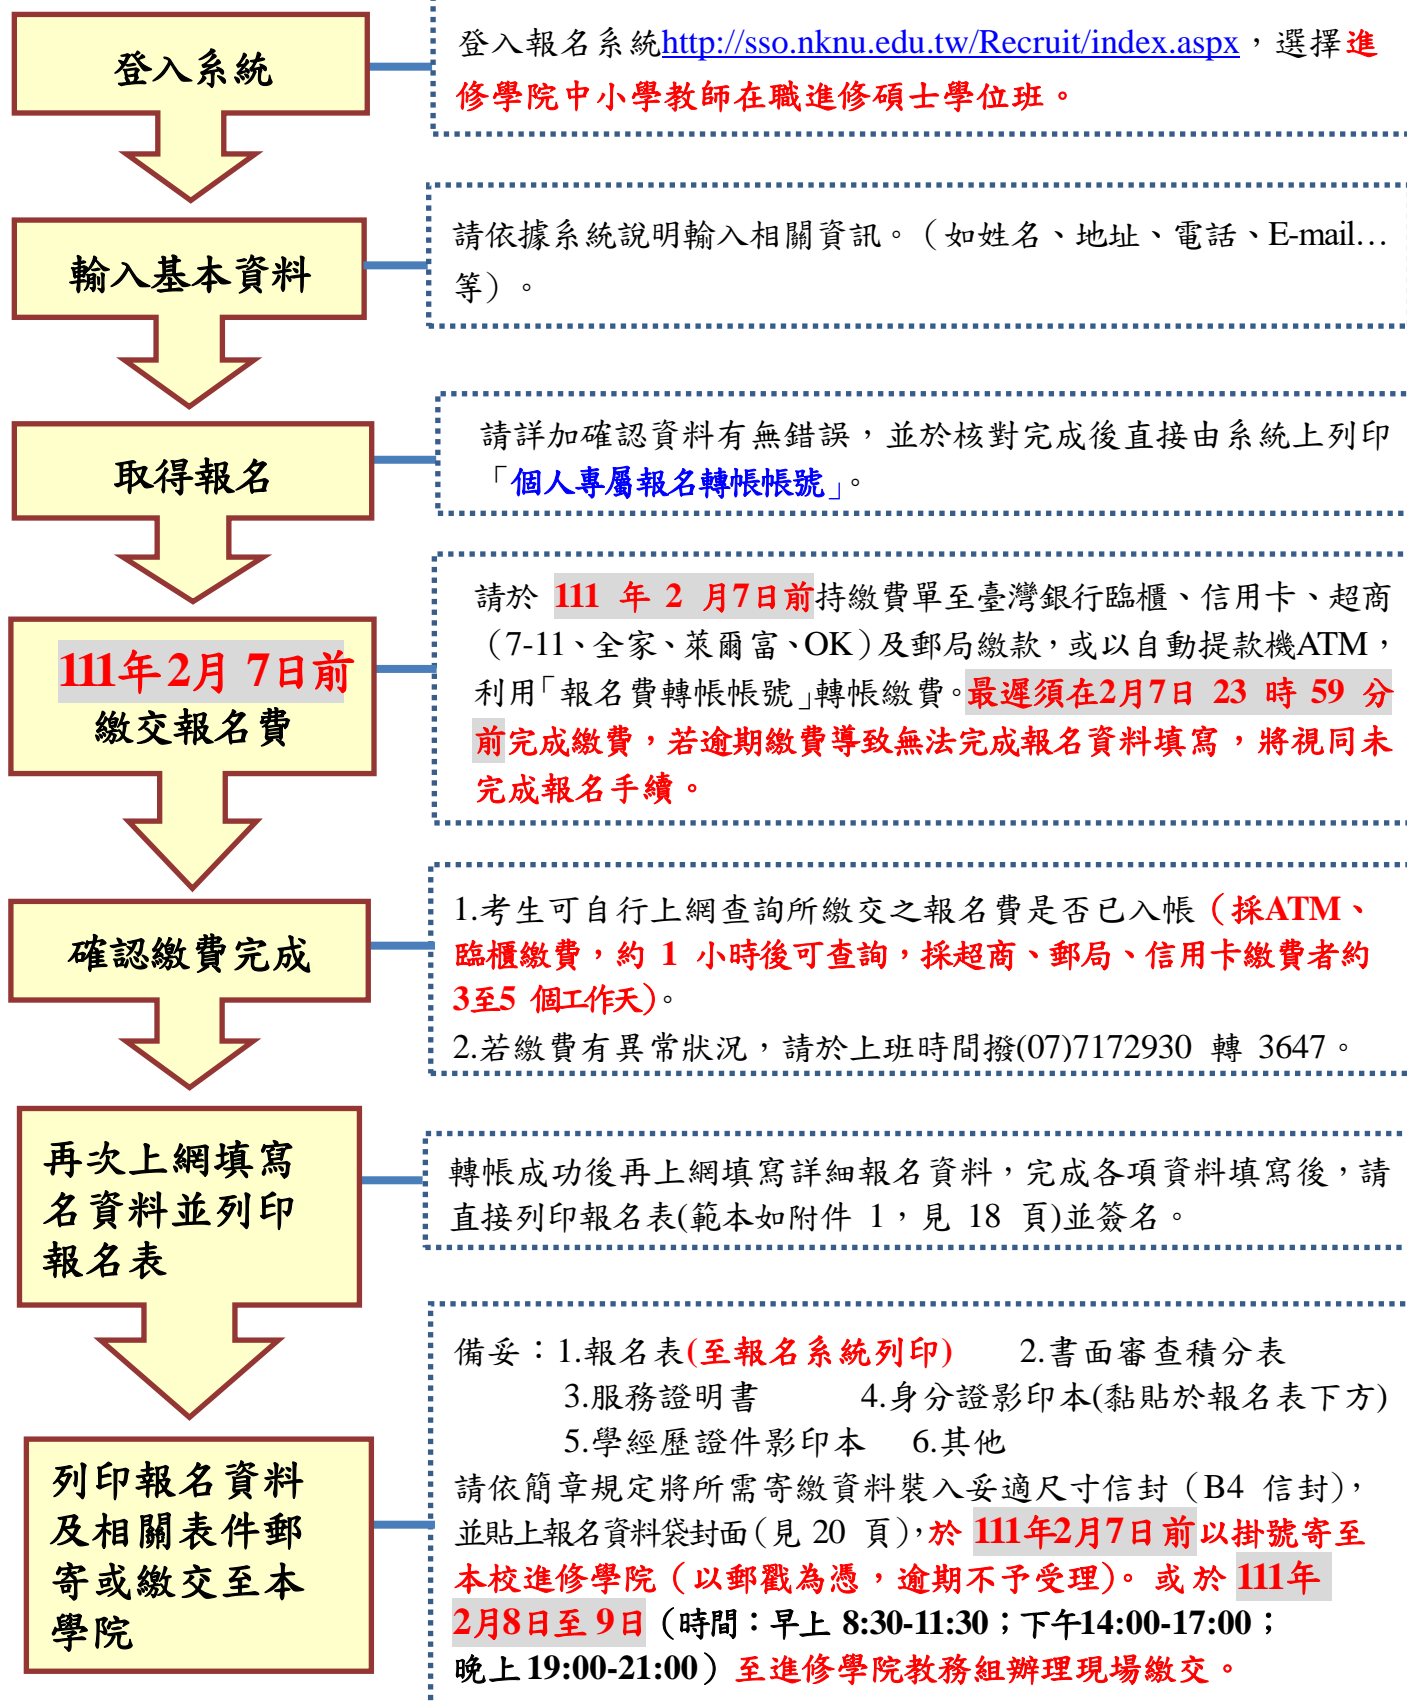 登入系統
登入報名系統http://sso.nknu.edu.tw/Recruit/index.aspx，選擇進
修學院中小學教師在職進修碩士學位班。
輸入基本資料
請依據系統說明輸入相關資訊。（如姓名、地址、電話、E-mail…
等）。
取得報名
請詳加確認資料有無錯誤，並於核對完成後直接由系統上列印
「個人專屬報名轉帳帳號」。
111年2月 7日前
繳交報名費
請於 111 年 2 月7日前持繳費單至臺灣銀行臨櫃、信用卡、超商
（7-11、全家、萊爾富、OK）及郵局繳款，或以自動提款機ATM，
利用「報名費轉帳帳號」轉帳繳費。最遲須在2月7日 23 時 59 分
前完成繳費，若逾期繳費導致無法完成報名資料填寫，將視同未
完成報名手續。
確認繳費完成
1.考生可自行上網查詢所繳交之報名費是否已入帳（採ATM、
臨櫃繳費，約 1 小時後可查詢，採超商、郵局、信用卡繳費者約
3至5 個工作天）。
2.若繳費有異常狀況，請於上班時間撥(07)7172930 轉 3647。
再次上網填寫
名資料並列印
報名表
轉帳成功後再上網填寫詳細報名資料，完成各項資料填寫後，請
直接列印報名表(範本如附件 1，見 18 頁)並簽名。
列印報名資料
及相關表件郵
寄或繳交至本
學院
備妥：1.報名表(至報名系統列印) 2.書面審查積分表
3.服務證明書 4.身分證影印本(黏貼於報名表下方)
5.學經歷證件影印本 6.其他
請依簡章規定將所需寄繳資料裝入妥適尺寸信封（B4 信封），
並貼上報名資料袋封面（見 20 頁），於 111年2月7日前以掛號寄至
本校進修學院（以郵戳為憑，逾期不予受理）。或於 111年
2月8日至 9日（時間：早上 8:30-11:30；下午14:00-17:00；
晚上19:00-21:00）至進修學院教務組辦理現場繳交。